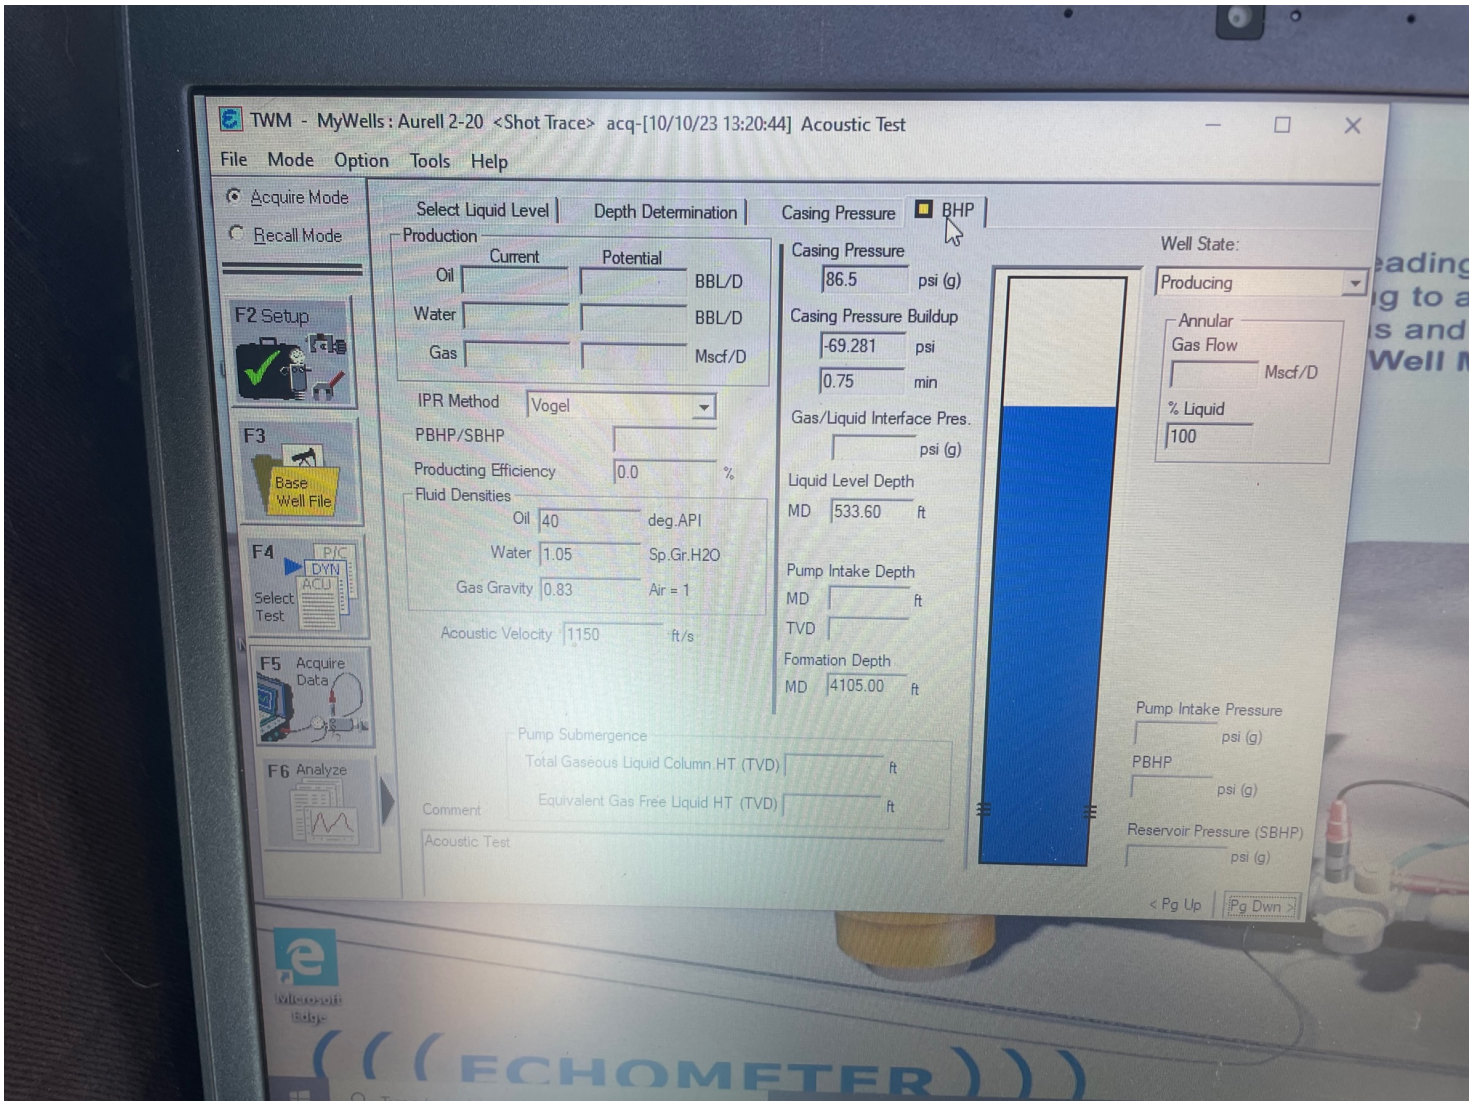 TWM - MyWells : Aurell 2-20 <Shot Trace> acq-[10/10/23 13:20:44] Acoustic Test
File Mode Option Tools Help
Acquire Mode
Recall Mode
F2 Setup
F3
Base
Well File
F4
P/C
DYN
ACU
Select
Test
F5 Acquire
Data
F6 Analyze
Select Liquid Level
Depth Determination
Casing Pressure
BHP
Production
Current Potential
Oil BBL/D
Water BBL/D
Gas Mscf/D
IPR Method Vogel
PBHP/SBHP
Producting Efficiency 0.0 %
Fluid Densities
Oil 40 deg.API
Water 1.05 Sp.Gr.H2O
Gas Gravity 0.83 Air = 1
Acoustic Velocity 1150 ft/s
Pump Submergence
Total Gaseous Liquid Column HT (TVD) ft
Equivalent Gas Free Liquid HT (TVD) ft
Comment
Acoustic Test
Casing Pressure
86.5 psi (g)
Casing Pressure Buildup
-69.281 psi
0.75 min
Gas/Liquid Interface Pres.
psi (g)
Liquid Level Depth
MD 533.60 ft
Pump Intake Depth
MD ft
TVD
Formation Depth
MD 4105.00 ft
Well State:
Producing
Annular
Gas Flow
Mscf/D
% Liquid
100
Pump Intake Pressure
psi (g)
PBHP
psi (g)
Reservoir Pressure (SBHP)
psi (g)
< Pg Up
Pg Dwn >
eading
g to a
s and
Well
Microsoft
Edge
(((ECHOMETER))